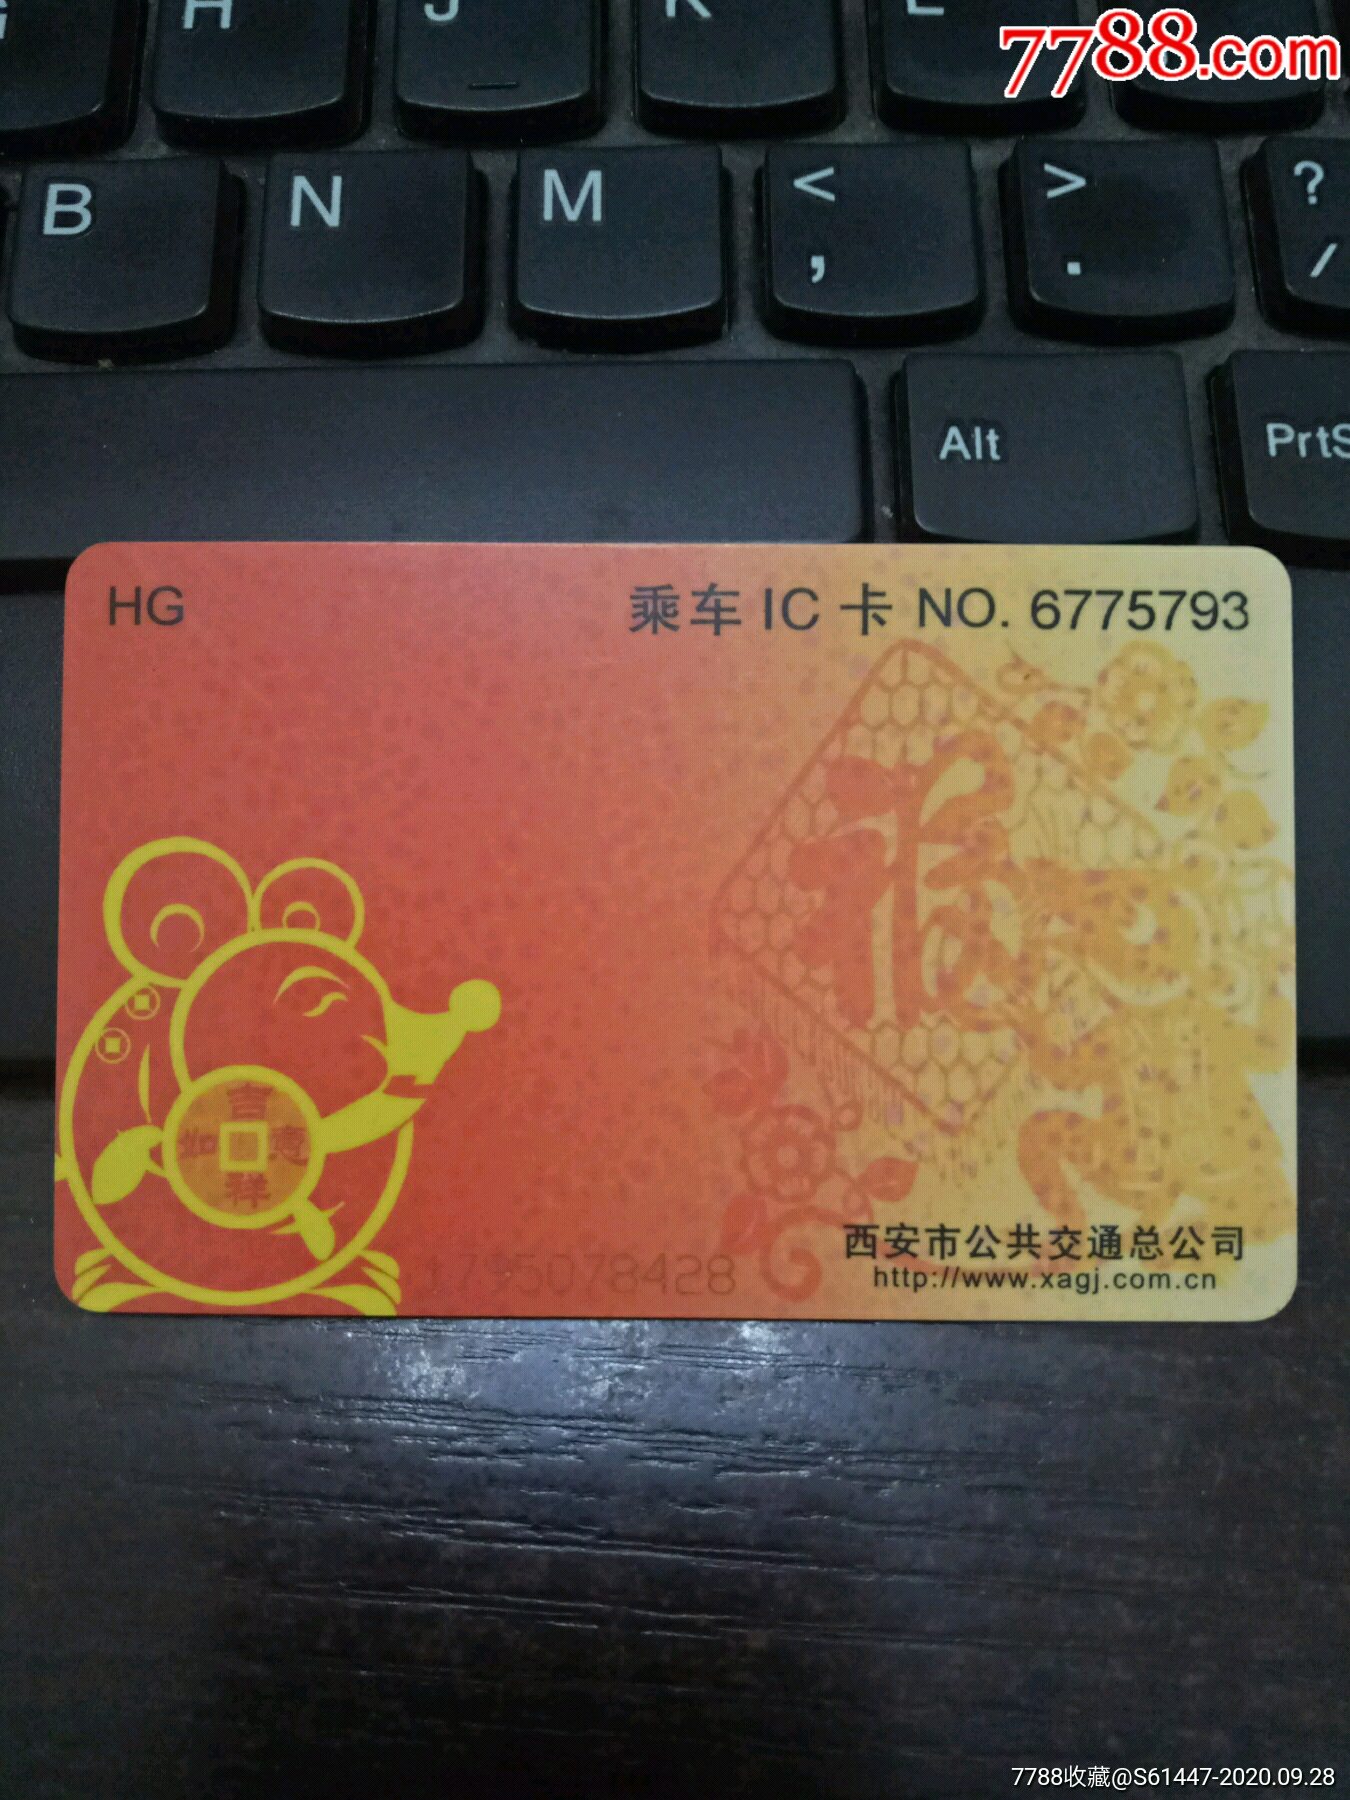 H J K L
7788.com
B N M < , > . ? /
Alt PrtS
HG 乘车IC卡 NO. 6775793
吉
如 意
祥
1795078428
西安市公共交通总公司
http://www.xagj.com.cn
7788收藏@S61447-2020.09.28